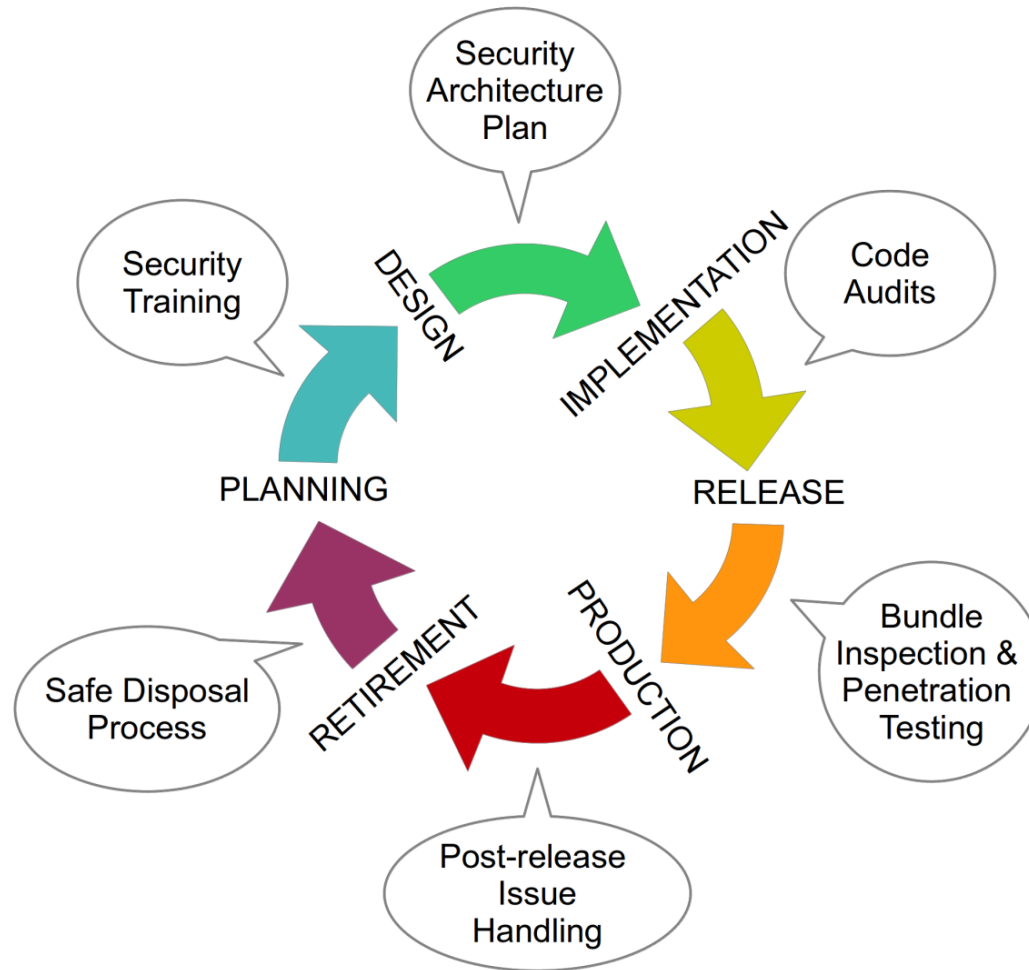 Security
Architecture
Plan
Security
Training
DESIGN
IMPLEMENTATION
Code
Audits
PLANNING
RELEASE
Bundle
Inspection &
Penetration
Testing
PRODUCTION
RETIREMENT
Safe Disposal
Process
Post-release
Issue
Handling